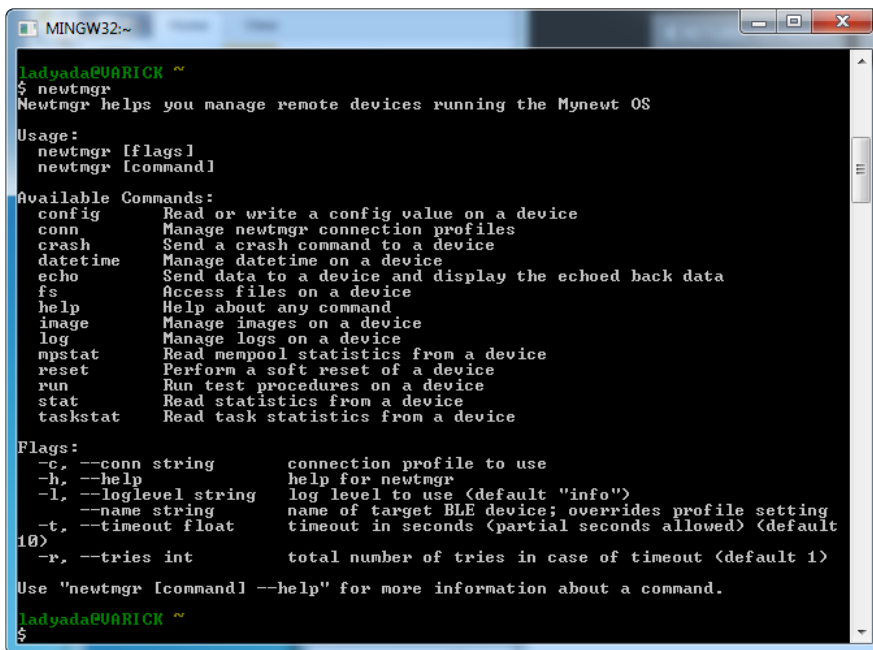 MINGW32:~
ladyada@VARICK ~
$ newtmgr
Newtmgr helps you manage remote devices running the Mynewt OS
Usage:
  newtmgr [flags]
  newtmgr [command]
Available Commands:
  config      Read or write a config value on a device
  conn        Manage newtmgr connection profiles
  crash       Send a crash command to a device
  datetime    Manage datetime on a device
  echo        Send data to a device and display the echoed back data
  fs          Access files on a device
  help        Help about any command
  image       Manage images on a device
  log         Manage logs on a device
  mpstat      Read mempool statistics from a device
  reset       Perform a soft reset of a device
  run         Run test procedures on a device
  stat        Read statistics from a device
  taskstat    Read task statistics from a device
Flags:
  -c, --conn string       connection profile to use
  -h, --help              help for newtmgr
  -l, --loglevel string   log level to use (default "info")
      --name string       name of target BLE device; overrides profile setting
  -t, --timeout float     timeout in seconds (partial seconds allowed) (default
10)
  -r, --tries int         total number of tries in case of timeout (default 1)
Use "newtmgr [command] --help" for more information about a command.
ladyada@VARICK ~
$